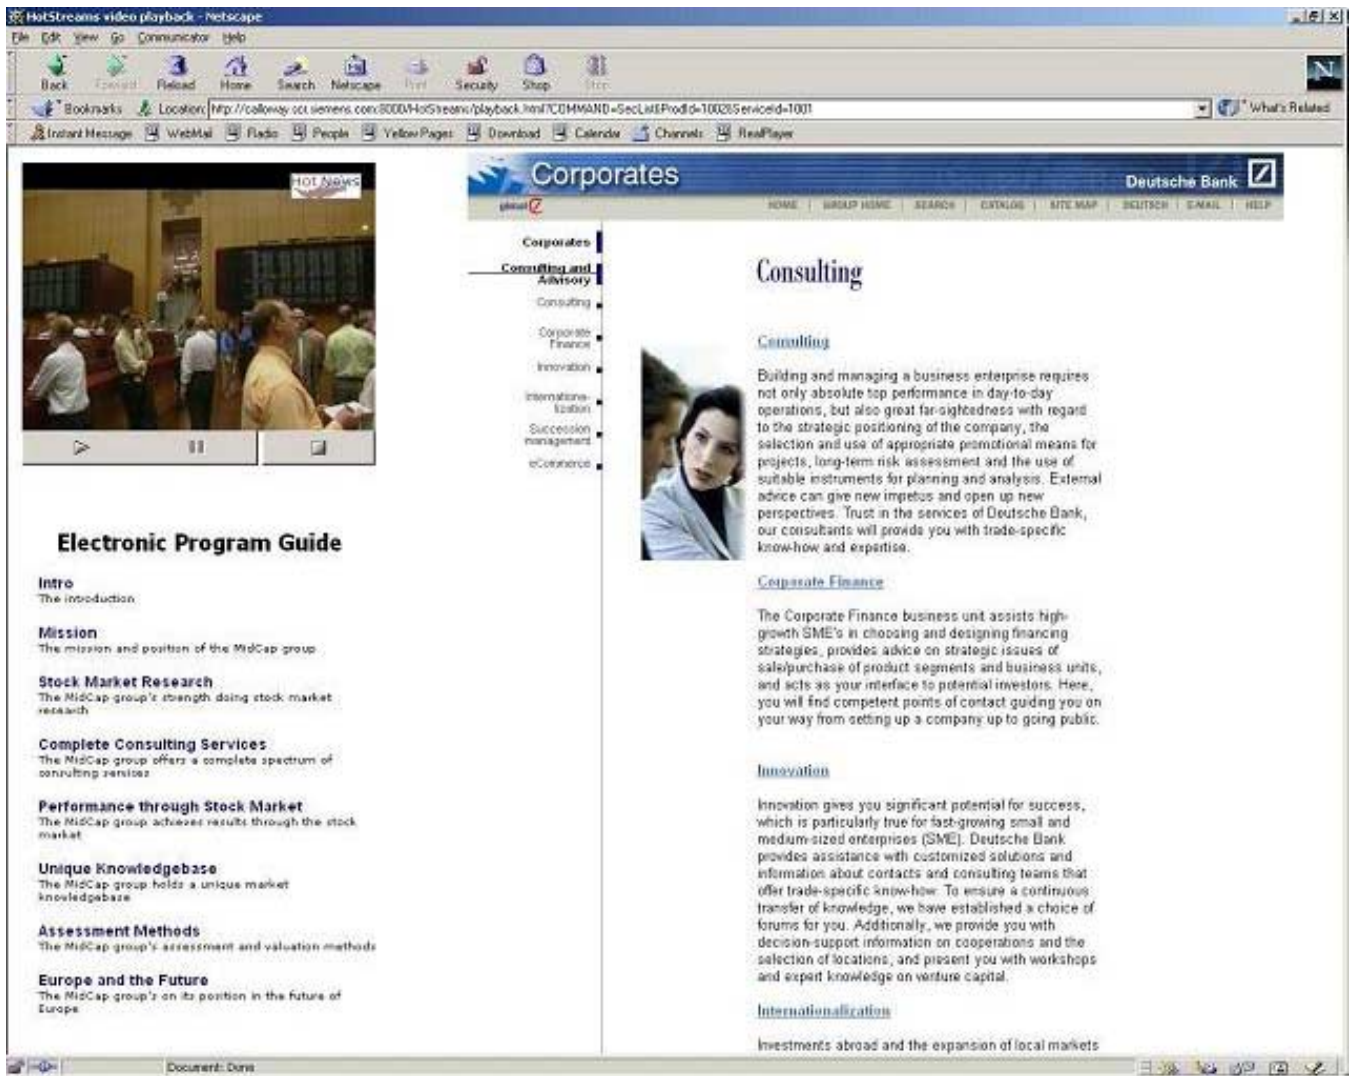 HotStreams video playback - Netscape
File Edit View Go Communicator Help
Back Forward Reload Home Search Netscape Print Security Shop Stop
Bookmarks Location: http://calloway.cct.siemens.com:8000/HotStreams/playback.html?COMMAND=SecList&ProdId=1002&ServiceId=1001 What's Related
Instant Message WebMail Radio People Yellow Pages Download Calendar Channels RealPlayer
Hot News
Corporates
Deutsche Bank
global
HOME | GROUP HOME | SEARCH | CATALOG | SITE MAP | DEUTSCH | E-MAIL | HELP
Corporates
Consulting and
Advisory
Consulting
Corporate
Finance
Innovation
Internationa-
lization
Succession
management
eCommerce
Electronic Program Guide
Intro
The introduction
Mission
The mission and position of the MidCap group
Stock Market Research
The MidCap group's strength doing stock market
research
Complete Consulting Services
The MidCap group offers a complete spectrum of
consulting services
Performance through Stock Market
The MidCap group achieves results through the stock
market
Unique Knowledgebase
The MidCap group holds a unique market
knowledgebase
Assessment Methods
The MidCap group's assessment and valuation methods
Europe and the Future
The MidCap group's on its position in the future of
Europe
Consulting
Consulting
Building and managing a business enterprise requires
not only absolute top performance in day-to-day
operations, but also great far-sightedness with regard
to the strategic positioning of the company, the
selection and use of appropriate promotional means for
projects, long-term risk assessment and the use of
suitable instruments for planning and analysis. External
advice can give new impetus and open up new
perspectives. Trust in the services of Deutsche Bank,
our consultants will provide you with trade-specific
know-how and expertise.
Corporate Finance
The Corporate Finance business unit assists high-
growth SME's in choosing and designing financing
strategies, provides advice on strategic issues of
sale/purchase of product segments and business units,
and acts as your interface to potential investors. Here,
you will find competent points of contact guiding you on
your way from setting up a company up to going public.
Innovation
Innovation gives you significant potential for success,
which is particularly true for fast-growing small and
medium-sized enterprises (SME). Deutsche Bank
provides assistance with customized solutions and
information about contacts and consulting teams that
offer trade-specific know-how. To ensure a continuous
transfer of knowledge, we have established a choice of
forums for you. Additionally, we provide you with
decision-support information on cooperations and the
selection of locations, and present you with workshops
and expert knowledge on venture capital.
Internationalization
Investments abroad and the expansion of local markets
Document: Done